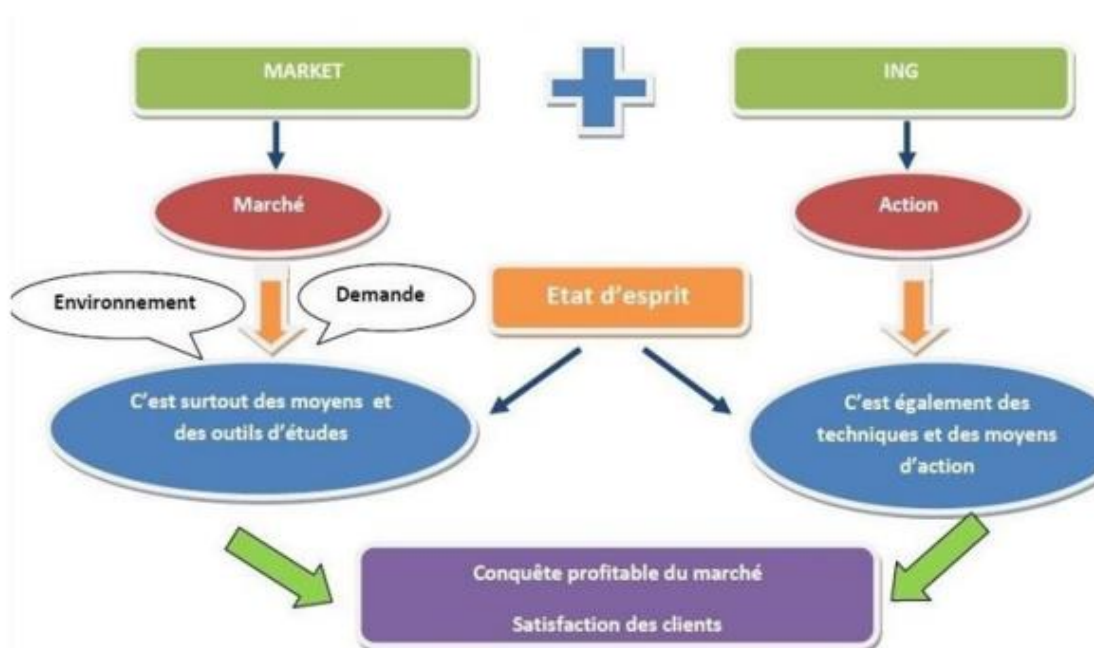 MARKET
ING
Marché
Action
Environnement
Demande
Etat d'esprit
C'est surtout des moyens et
des outils d'études
C'est également des
techniques et des moyens
d'action
Conquête profitable du marché
Satisfaction des clients